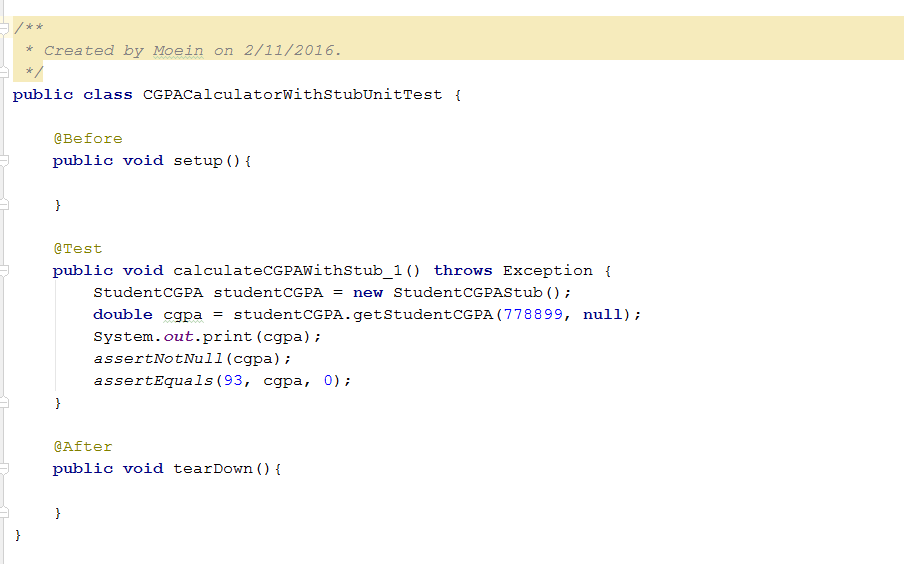 /**
 * Created by Moein on 2/11/2016.
 */
public class CGPACalculatorWithStubUnitTest {
    @Before
    public void setup(){
    }
    @Test
    public void calculateCGPAWithStub_1() throws Exception {
        StudentCGPA studentCGPA = new StudentCGPAStub();
        double cgpa = studentCGPA.getStudentCGPA(778899, null);
        System.out.print(cgpa);
        assertNotNull(cgpa);
        assertEquals(93, cgpa, 0);
    }
    @After
    public void tearDown(){
    }
}